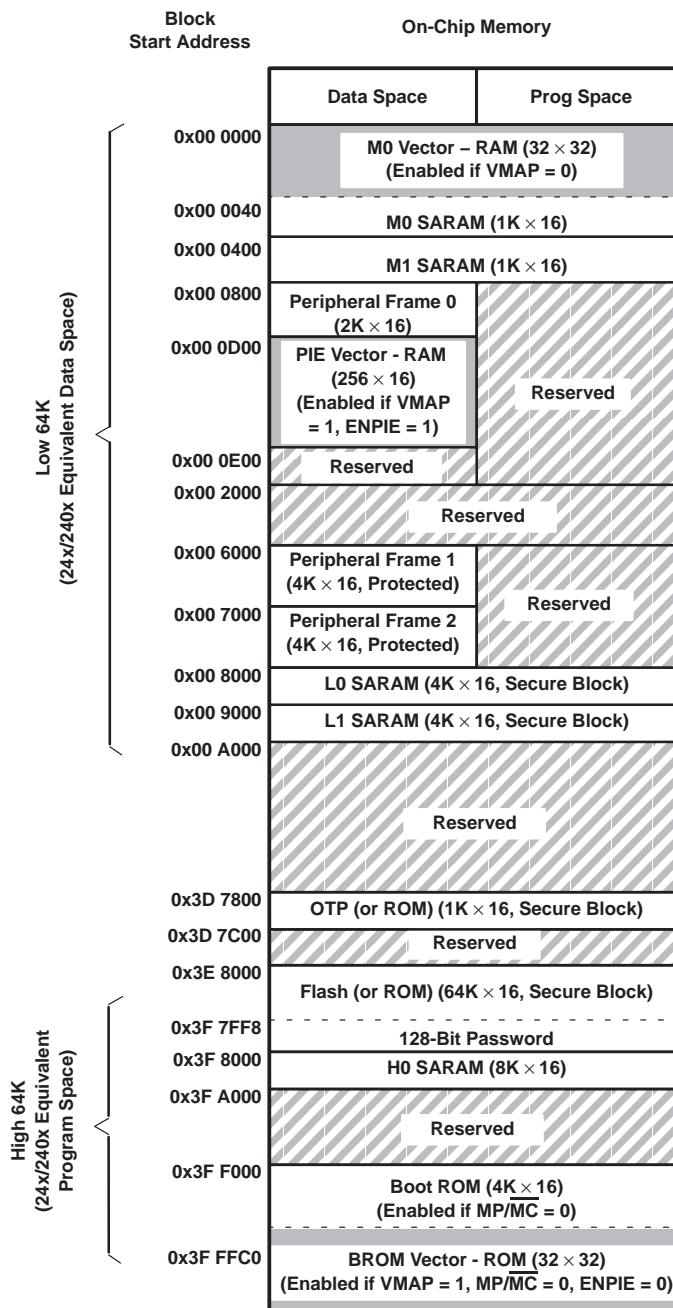 Block
Start Address
On-Chip Memory
Data Space
Prog Space
0x00 0000
M0 Vector – RAM (32 × 32)
(Enabled if VMAP = 0)
0x00 0040
M0 SARAM (1K × 16)
0x00 0400
M1 SARAM (1K × 16)
0x00 0800
Peripheral Frame 0
(2K × 16)
0x00 0D00
PIE Vector - RAM
(256 × 16)
(Enabled if VMAP
= 1, ENPIE = 1)
Reserved
0x00 0E00
Reserved
0x00 2000
Reserved
Low 64K
(24x/240x Equivalent Data Space)
0x00 6000
Peripheral Frame 1
(4K × 16, Protected)
Reserved
0x00 7000
Peripheral Frame 2
(4K × 16, Protected)
0x00 8000
L0 SARAM (4K × 16, Secure Block)
0x00 9000
L1 SARAM (4K × 16, Secure Block)
0x00 A000
Reserved
0x3D 7800
OTP (or ROM) (1K × 16, Secure Block)
0x3D 7C00
Reserved
0x3E 8000
Flash (or ROM) (64K × 16, Secure Block)
0x3F 7FF8
128-Bit Password
0x3F 8000
H0 SARAM (8K × 16)
0x3F A000
Reserved
High 64K
(24x/240x Equivalent
Program Space)
0x3F F000
Boot ROM (4K × 16)
(Enabled if MP/M̅C̅ = 0)
0x3F FFC0
BROM Vector - ROM (32 × 32)
(Enabled if VMAP = 1, MP/M̅C̅ = 0, ENPIE = 0)